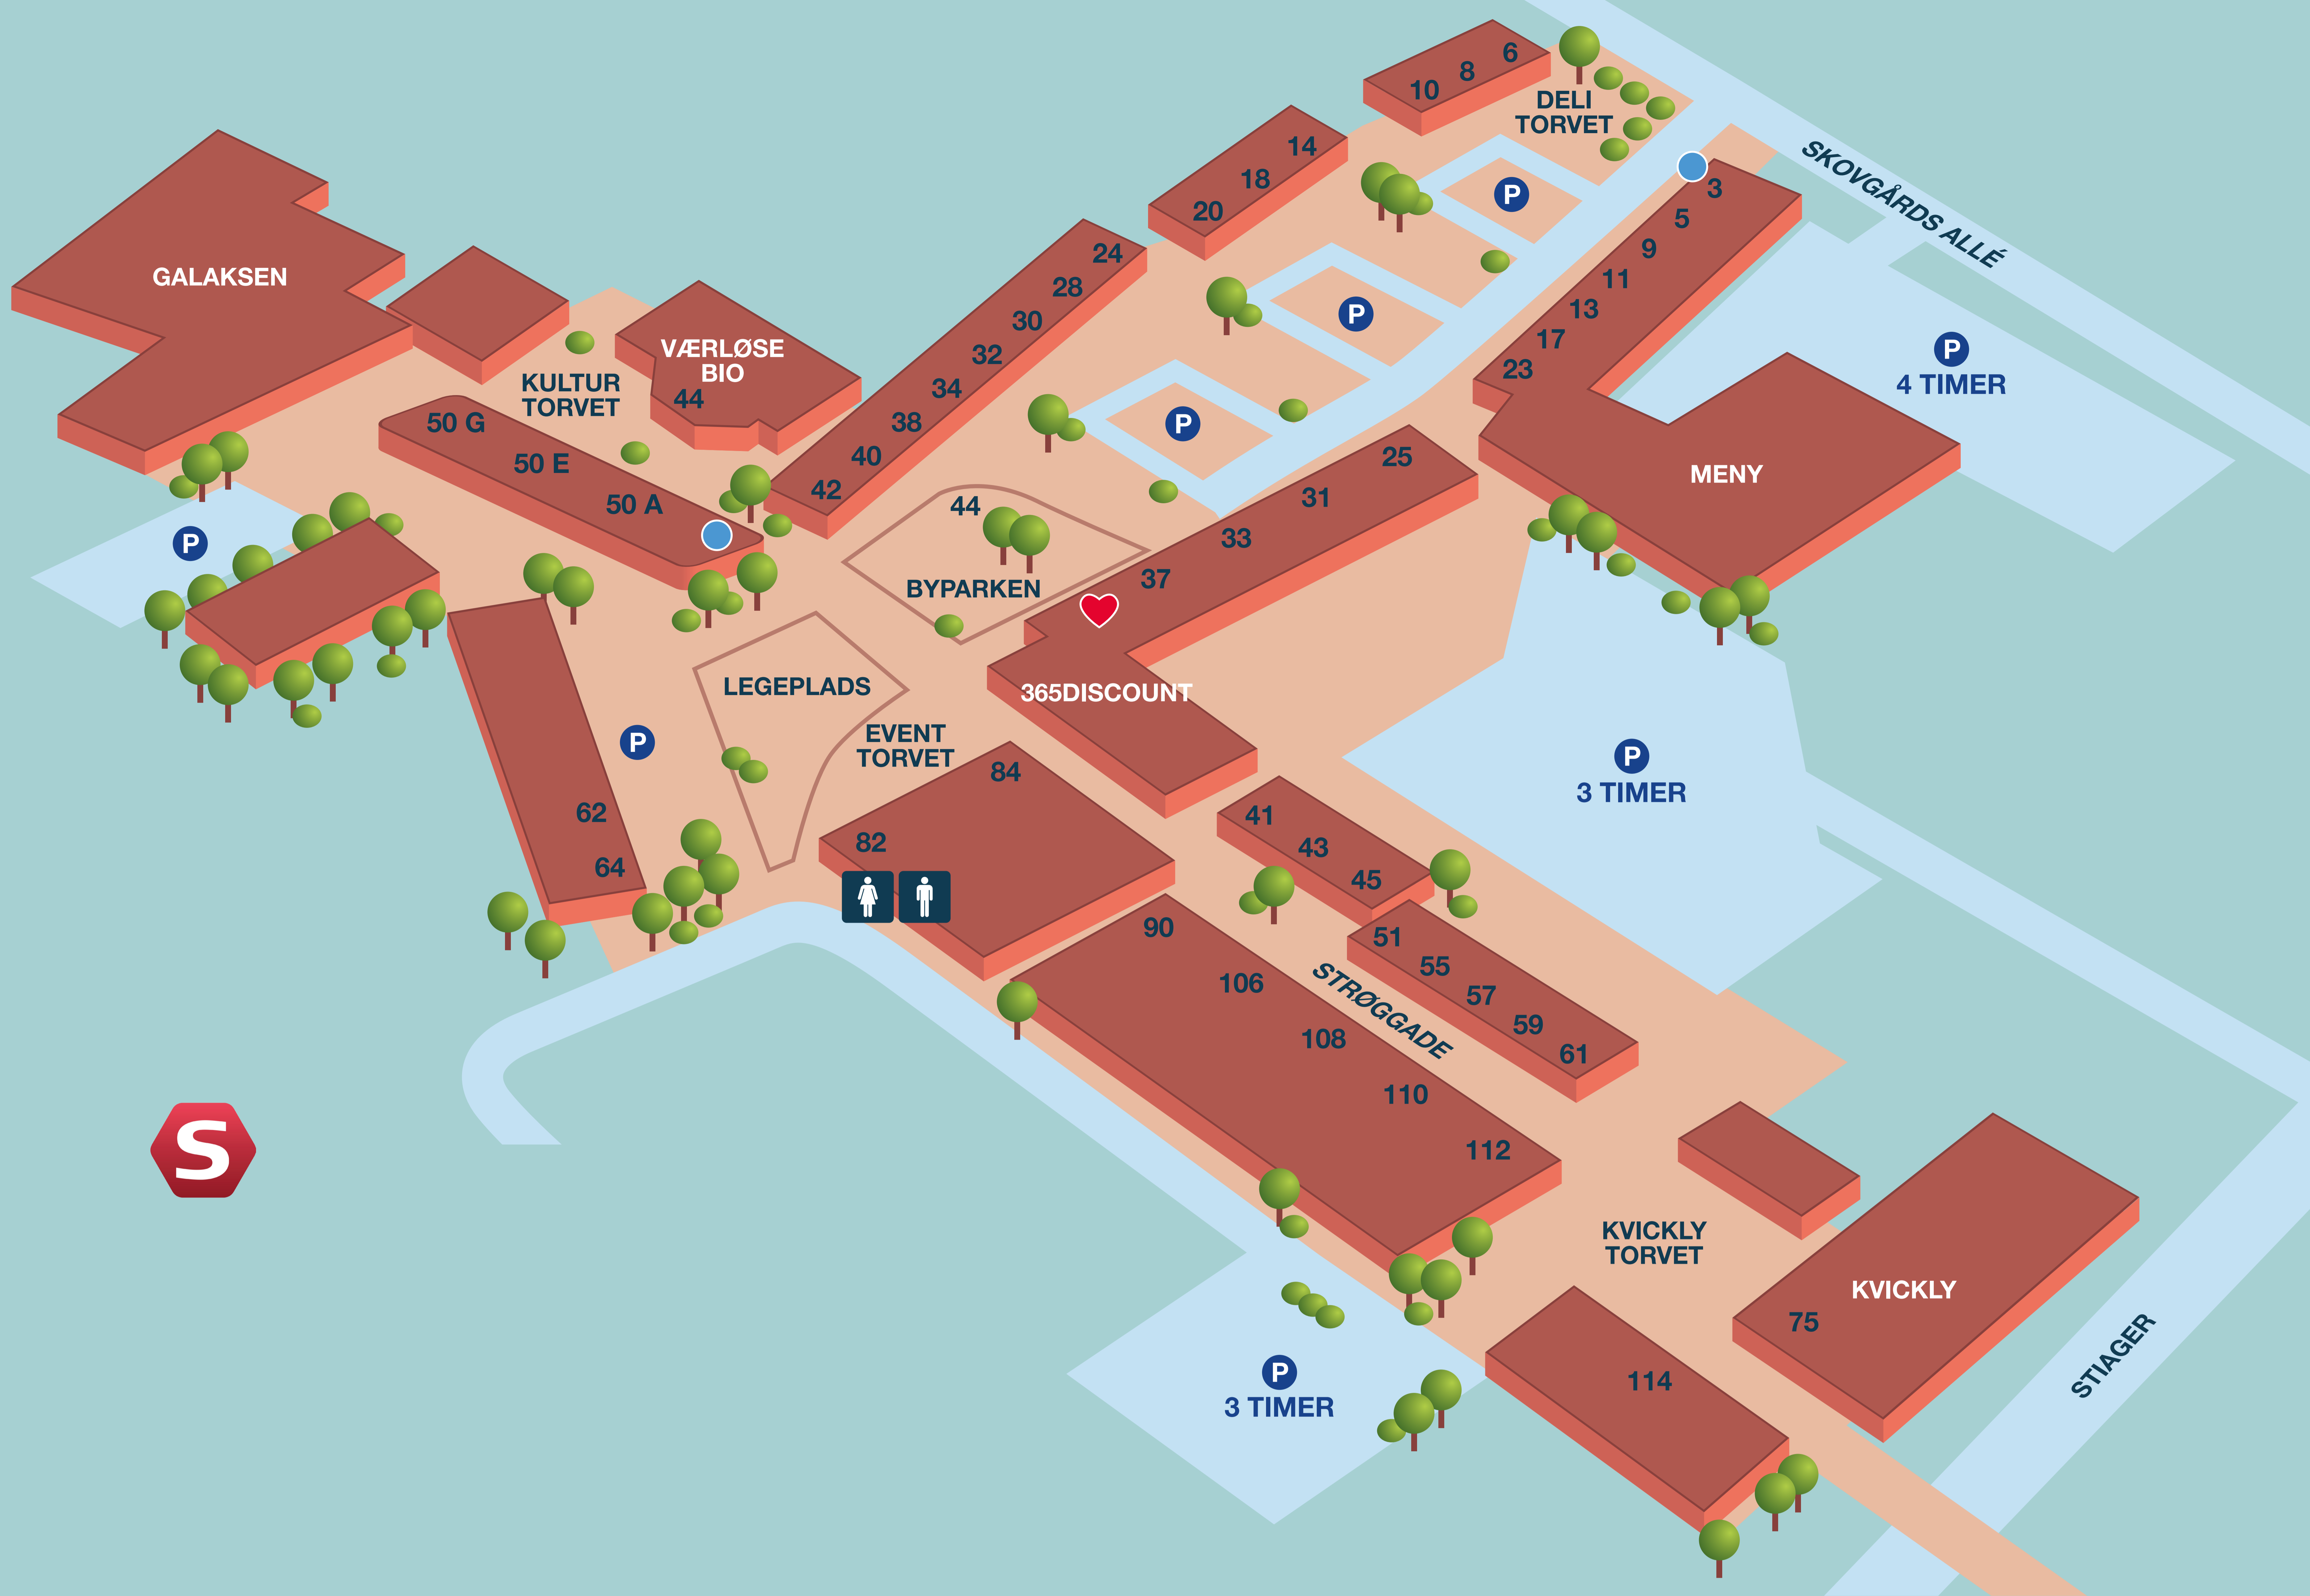 6
8
10
DELI
TORVET
14
18
20
P
SKOVGÅRDS ALLÉ
3
5
9
11
13
17
23
P
4 TIMER
MENY
24
28
30
32
34
38
40
42
P
P
GALAKSEN
VÆRLØSE
BIO
44
KULTUR
TORVET
50 G
50 E
50 A
P
44
BYPARKEN
25
31
33
37
365DISCOUNT
LEGEPLADS
EVENT
TORVET
P
62
64
84
82
P
3 TIMER
41
43
45
51
55
57
59
61
STRØGGADE
90
106
108
110
112
S
KVICKLY
TORVET
KVICKLY
75
114
STIAGER
P
3 TIMER